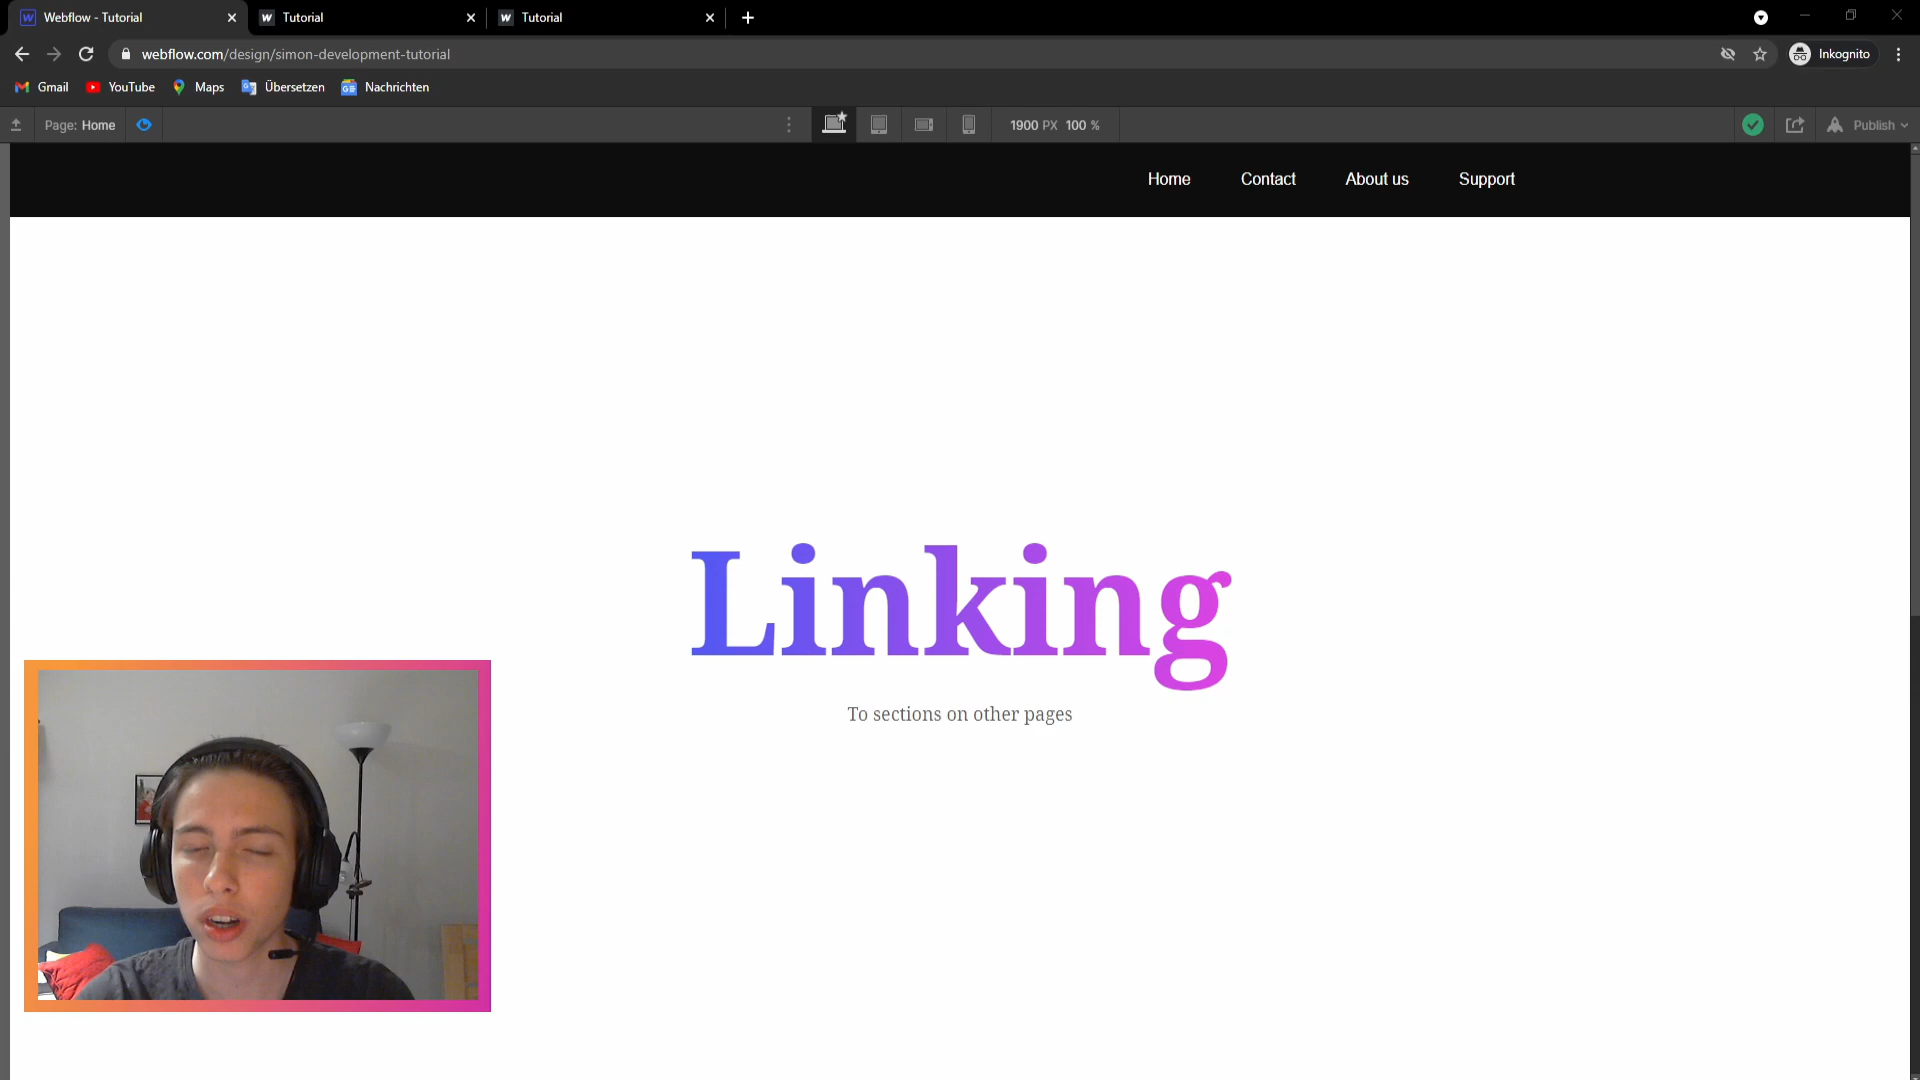 Webflow - Tutorial
Tutorial
Tutorial
webflow.com/design/simon-development-tutorial
Inkognito
Gmail
YouTube
Maps
Übersetzen
Nachrichten
Page: Home
1900 PX 100 %
Publish
Home
Contact
About us
Support
Linking
To sections on other pages